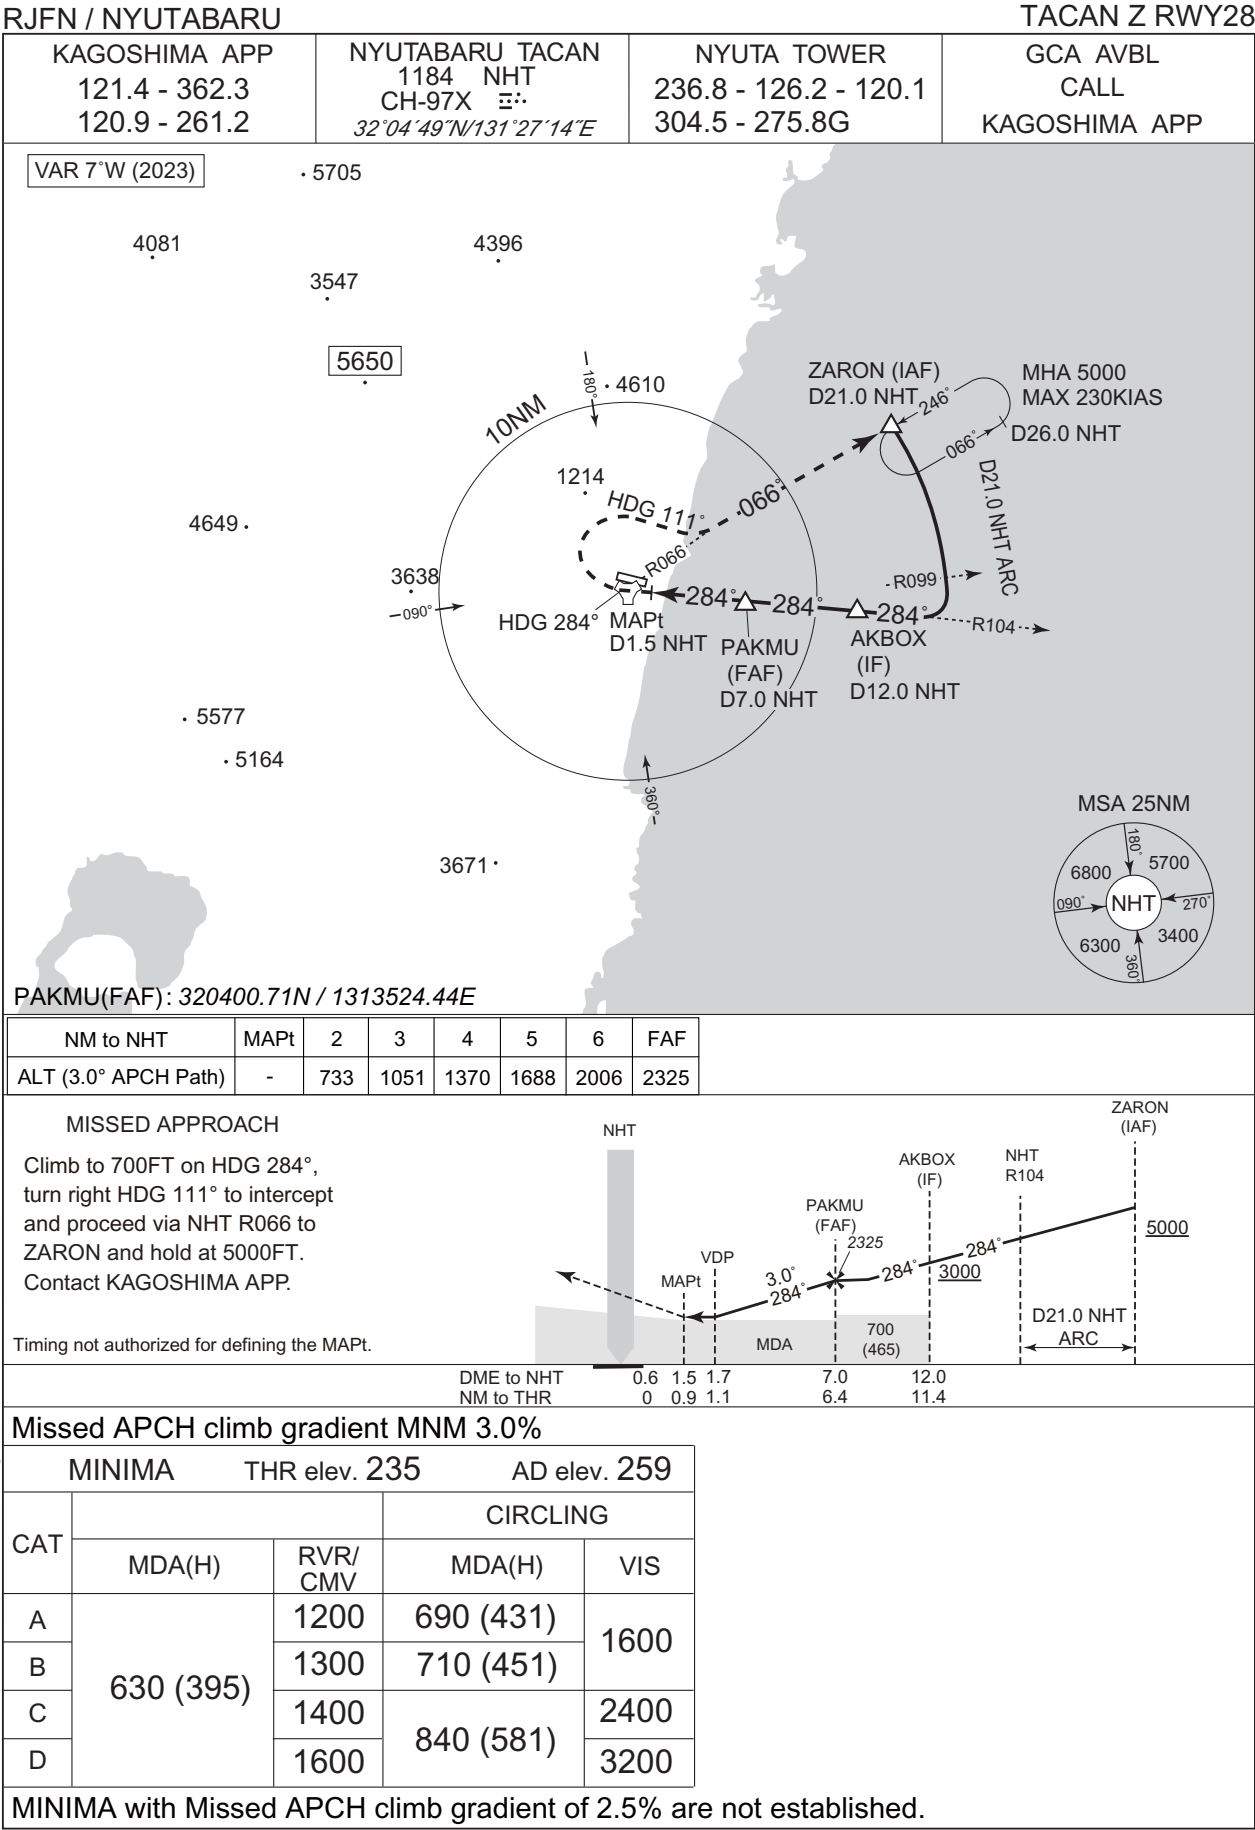 RJFN / NYUTABARU
TACAN Z RWY28
KAGOSHIMA APP
121.4 - 362.3
120.9 - 261.2
NYUTABARU TACAN
1184 NHT
CH-97X
32°04´49˝N/131°27´14˝E
NYUTA TOWER
236.8 - 126.2 - 120.1
304.5 - 275.8G
GCA AVBL
CALL
KAGOSHIMA APP
VAR 7˚W (2023)
5705
4081
4396
3547
5650
180°
4610
10NM
ZARON (IAF)
D21.0 NHT
246°
MHA 5000
MAX 230KIAS
D26.0 NHT
066°
D21.0 NHT ARC
1214
HDG 111°
066°
4649
R066
3638
090°
R099
284°
284°
284°
R104
HDG 284°
MAPt
D1.5 NHT
PAKMU
(FAF)
D7.0 NHT
AKBOX
(IF)
D12.0 NHT
5577
5164
360°
3671
MSA 25NM
180°
6800
5700
090°
NHT
270°
6300
3400
360°
PAKMU(FAF): 320400.71N / 1313524.44E
NM to NHT MAPt 2 3 4 5 6 FAF
ALT (3.0° APCH Path) - 733 1051 1370 1688 2006 2325
MISSED APPROACH
Climb to 700FT on HDG 284°,
turn right HDG 111° to intercept
and proceed via NHT R066 to
ZARON and hold at 5000FT.
Contact KAGOSHIMA APP.
Timing not authorized for defining the MAPt.
NHT
MAPt
VDP
3.0°
284°
PAKMU
(FAF)
2325
284°
AKBOX
(IF)
3000
284°
NHT
R104
ZARON
(IAF)
5000
D21.0 NHT
ARC
MDA
700
(465)
DME to NHT 0.6 1.5 1.7 7.0 12.0
NM to THR 0 0.9 1.1 6.4 11.4
Missed APCH climb gradient MNM 3.0%
MINIMA THR elev. 235 AD elev. 259
CAT
CIRCLING
MDA(H)
RVR/
CMV
MDA(H)
VIS
A 1200 690 (431)
1600
B 1300 710 (451)
630 (395)
C 1400 2400
840 (581)
D 1600 3200
MINIMA with Missed APCH climb gradient of 2.5% are not established.